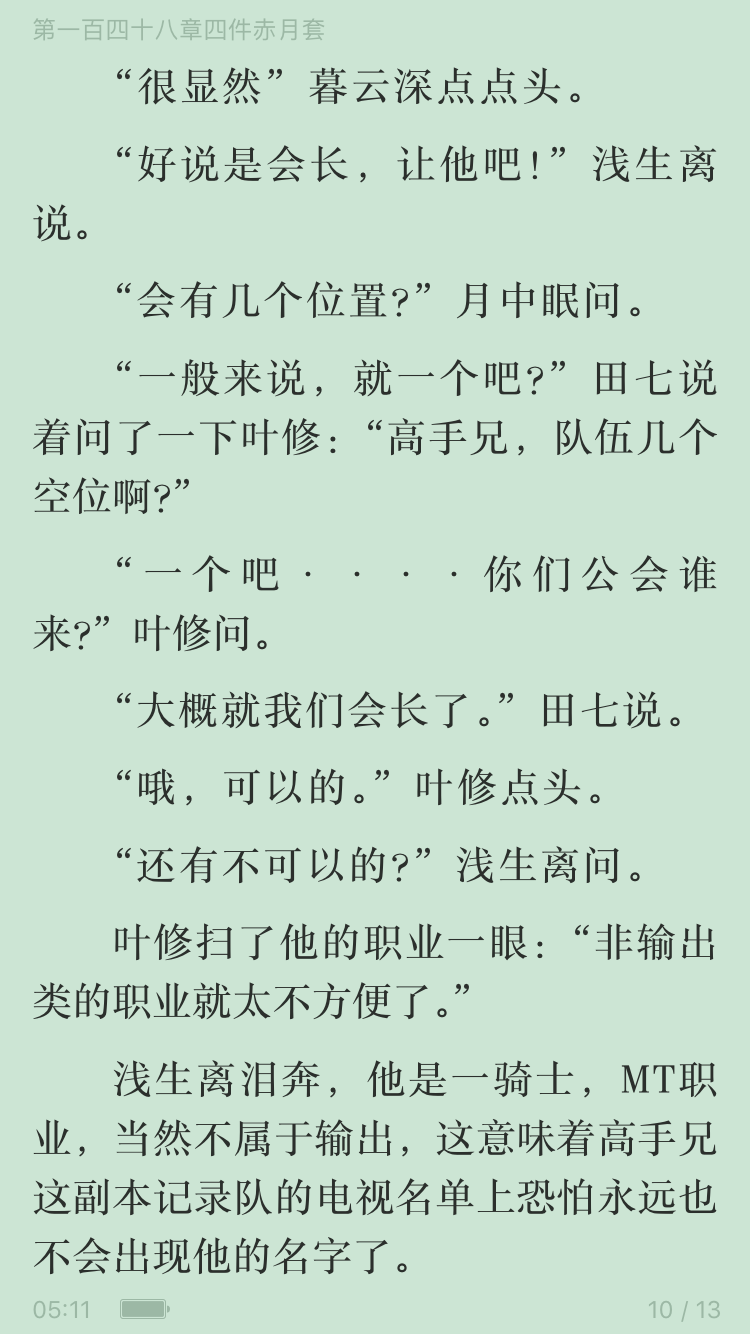 第一百四十八章四件赤月套
“很显然”暮云深点点头。
“好说是会长，让他吧!”浅生离
说。
“会有几个位置?”月中眠问。
“一般来说，就一个吧?”田七说
着问了一下叶修：“高手兄，队伍几个
空位啊?”
“一个吧····你们公会谁
来?”叶修问。
“大概就我们会长了。”田七说。
“哦，可以的。”叶修点头。
“还有不可以的?”浅生离问。
叶修扫了他的职业一眼：“非输出
类的职业就太不方便了。”
浅生离泪奔，他是一骑士，MT职
业，当然不属于输出，这意味着高手兄
这副本记录队的电视名单上恐怕永远也
不会出现他的名字了。
05:11 10 / 13